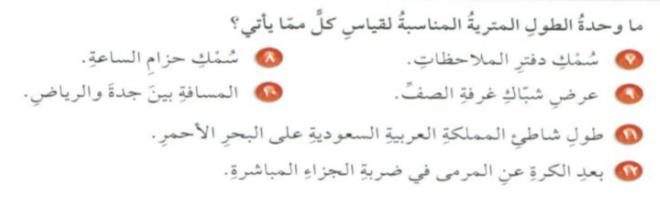 ما وحدةُ الطولِ المتريةُ المناسبةُ لقياسِ كلٍّ ممّا يأتي؟
٧ سُمْكِ دفترِ الملاحظاتِ. ٨ سُمْكِ حزامِ الساعةِ.
٩ عرضِ شبّاكِ غرفةِ الصفِّ. ١٠ المسافةِ بينَ جدةَ والرياضِ.
١١ طولِ شاطئِ المملكةِ العربيةِ السعوديةِ على البحرِ الأحمرِ.
١٢ بعدِ الكرةِ عنِ المرمى في ضربةِ الجزاءِ المباشرةِ.